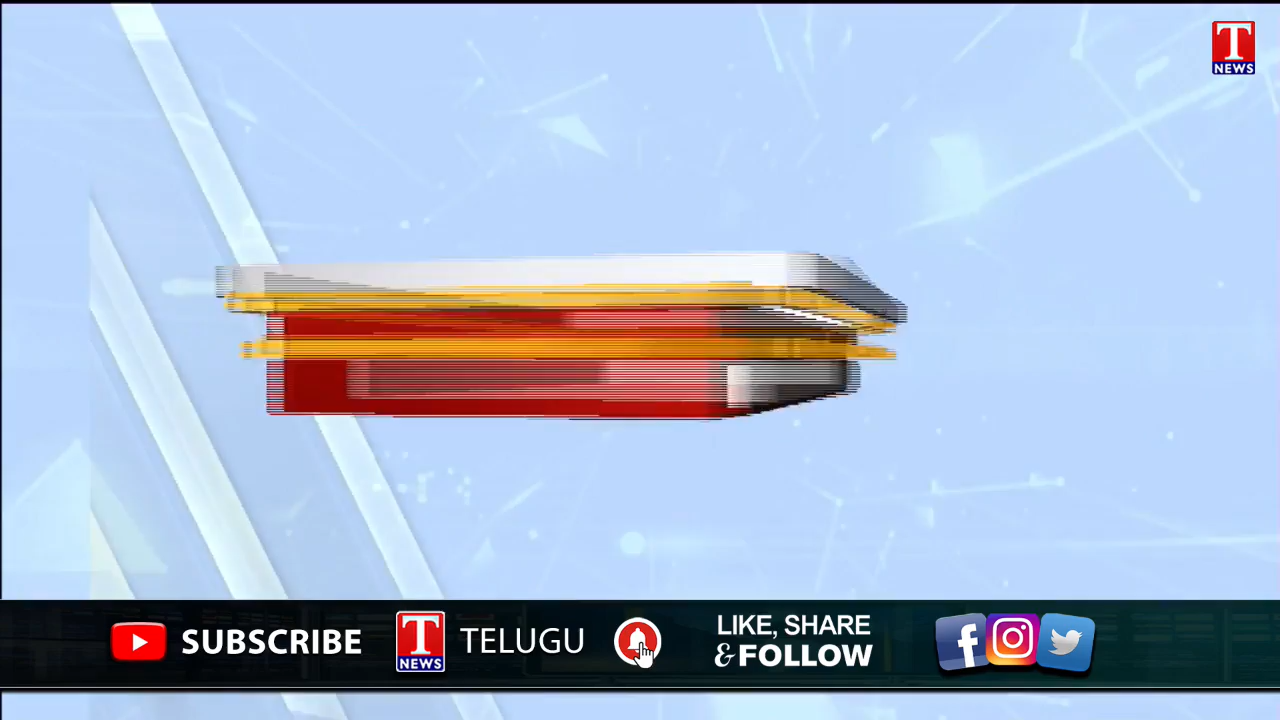 T
NEWS
SUBSCRIBE
T
NEWS
TELUGU
LIKE, SHARE
& FOLLOW
f